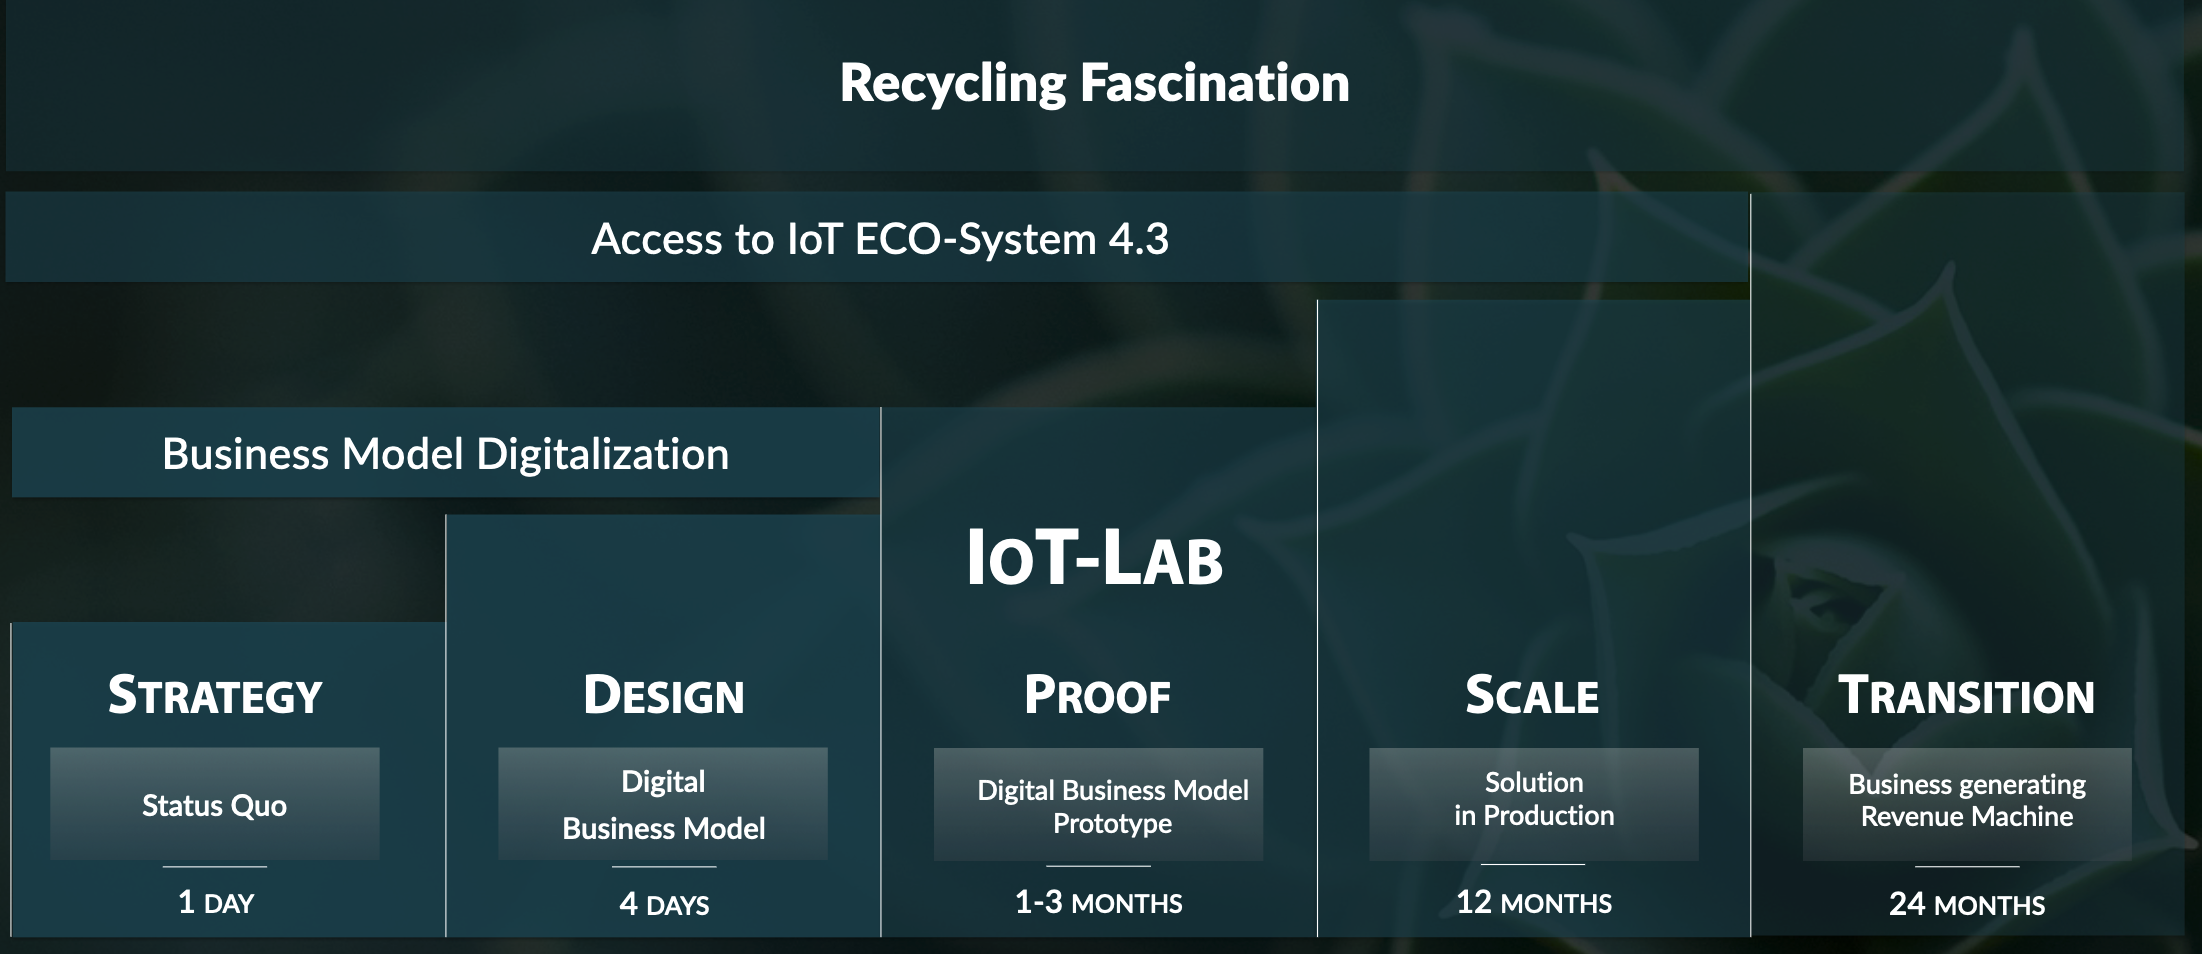 Recycling Fascination
Access to IoT ECO-System 4.3
Business Model Digitalization
IoT-Lab
Strategy
Status Quo
1 day
Design
Digital
Business Model
4 days
Proof
Digital Business Model
Prototype
1-3 months
Scale
Solution
in Production
12 months
Transition
Business generating
Revenue Machine
24 months